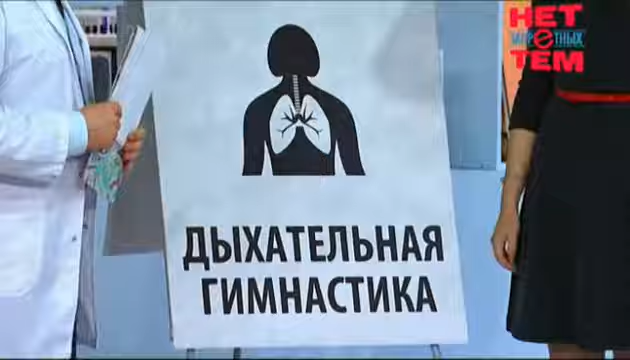 НЕТ
ЗАПРЕТНЫХ
ТЕМ
ДЫХАТЕЛЬНАЯ
ГИМНАСТИКА